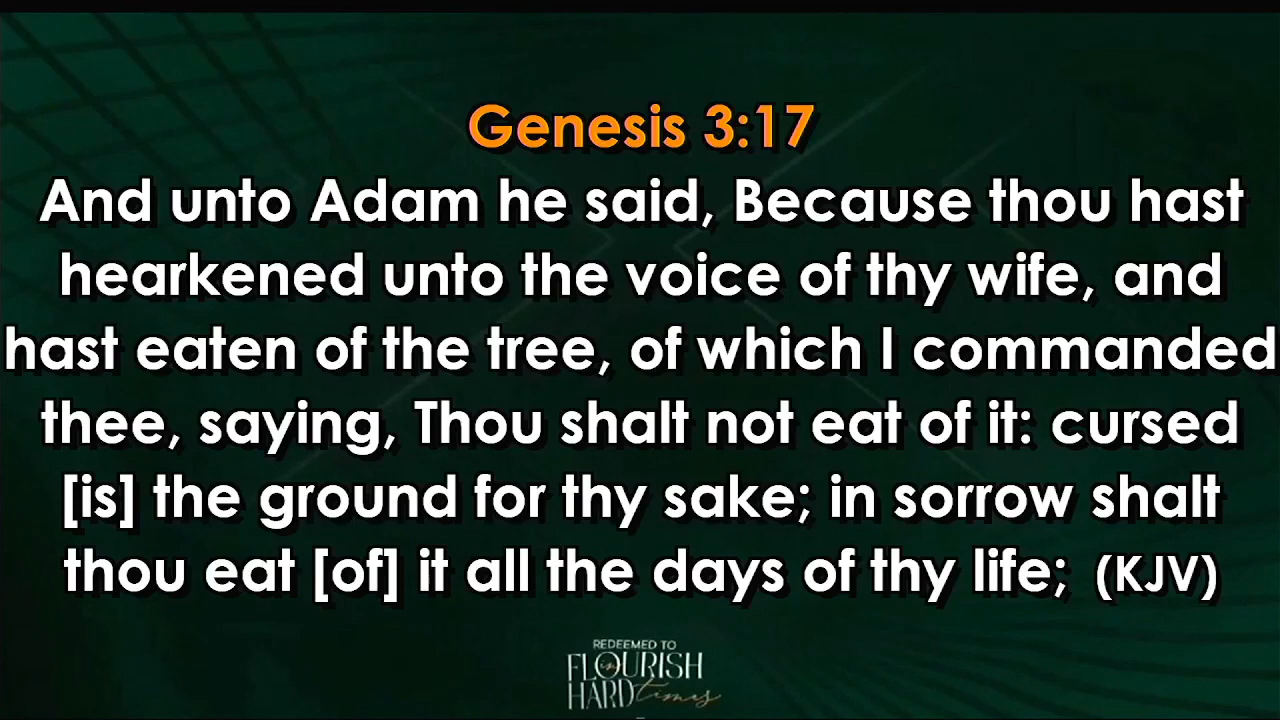 Genesis 3:17
And unto Adam he said, Because thou hast
hearkened unto the voice of thy wife, and
hast eaten of the tree, of which I commanded
thee, saying, Thou shalt not eat of it: cursed
[is] the ground for thy sake; in sorrow shalt
thou eat [of] it all the days of thy life; (KJV)
REDEEMED TO
FLOURISH
in
HARD times